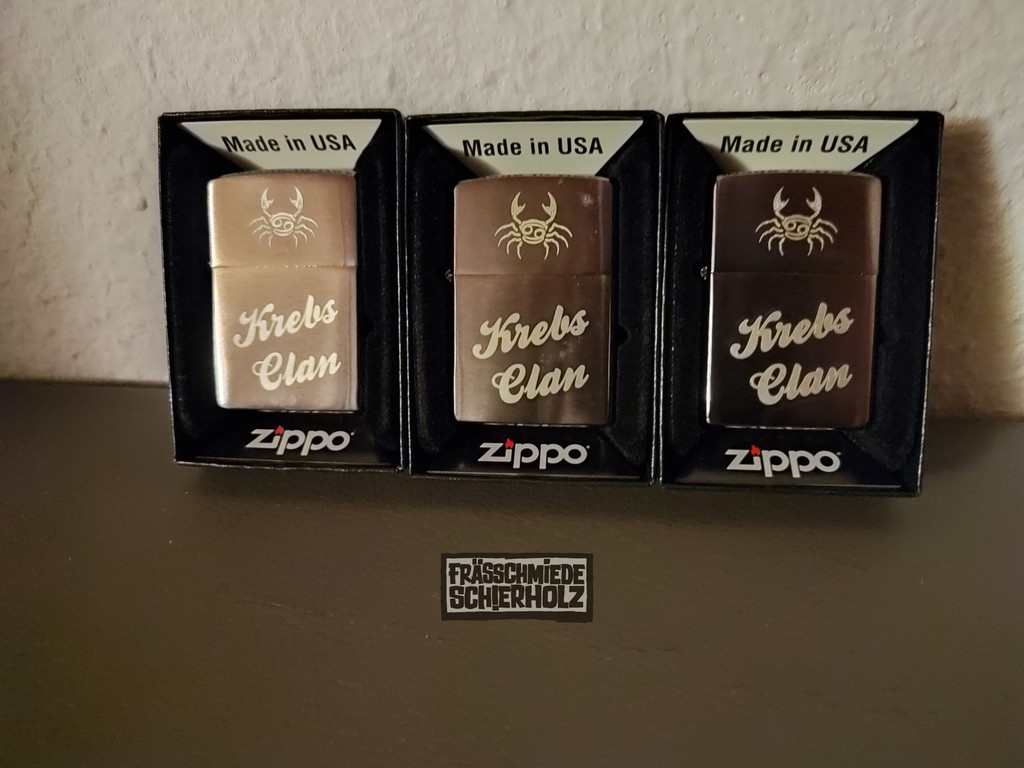 Made in USA
Krebs
Clan
Zippo
Made in USA
Krebs
Clan
Zippo
Made in USA
Krebs
Clan
Zippo
FRÄSSCHMIEDE
SCHIERHOLZ